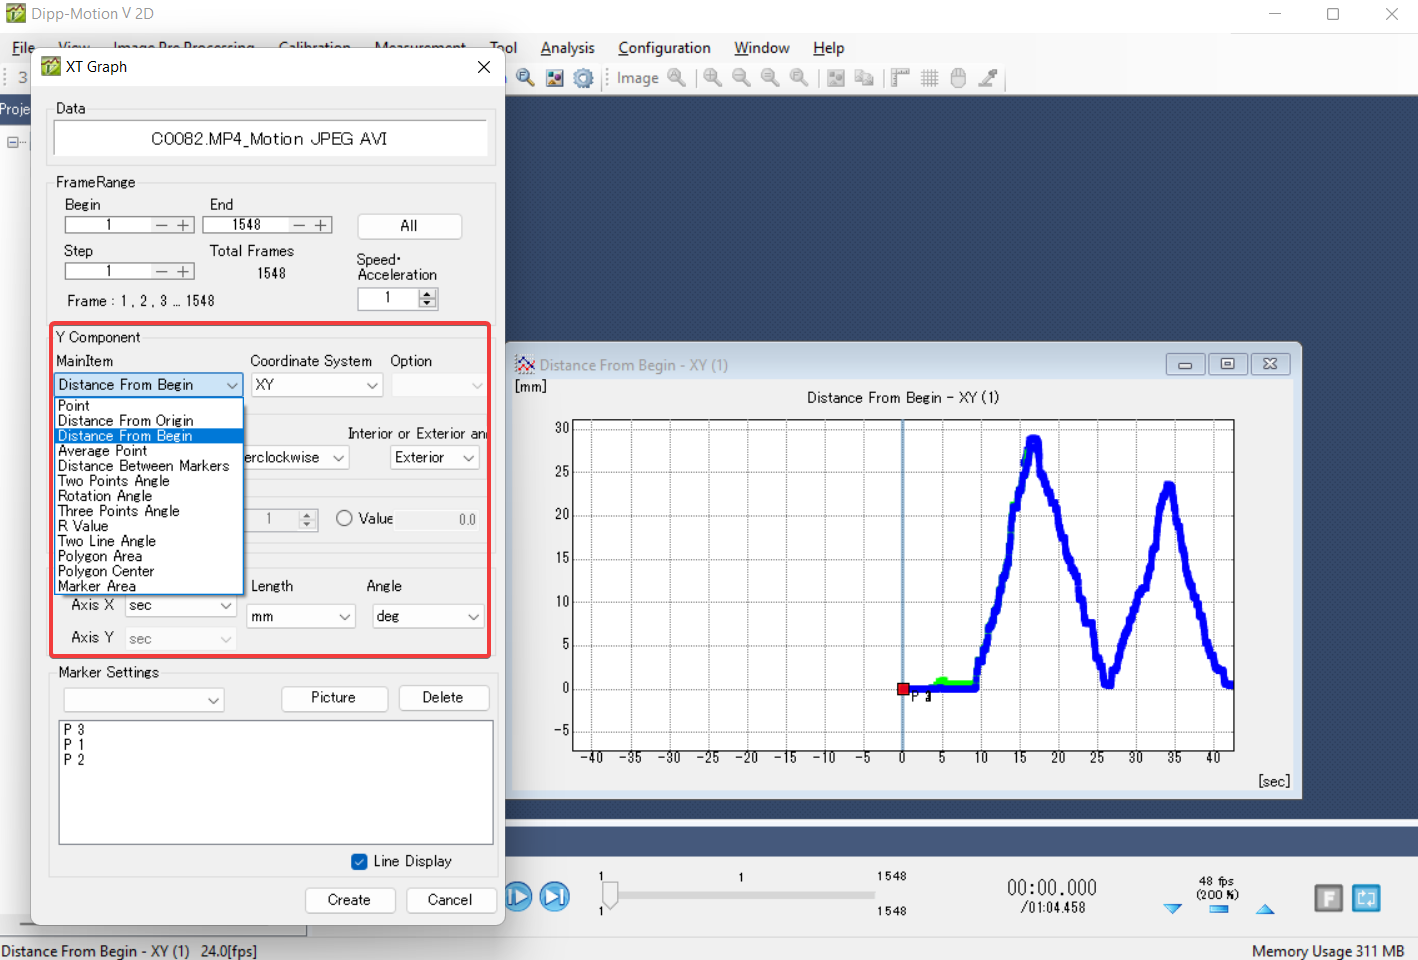 Dipp-Motion V 2D
File View Image Pre Processing Calibration Measurement Tool Analysis Configuration Window Help
XT Graph
3
Image
Proje
Data
C0082.MP4_Motion JPEG AVI
FrameRange
Begin End
1 1548 All
Step Total Frames
1 1548
Speed・
Acceleration
Frame : 1 , 2 , 3 ... 1548
1
Y Component
MainItem Coordinate System Option
Distance From Begin XY
Point
Distance From Origin
Distance From Begin
Average Point
Distance Between Markers
Two Points Angle
Rotation Angle
Three Points Angle
R Value
Two Line Angle
Polygon Area
Polygon Center
Marker Area
Interior or Exterior an
erclockwise Exterior
1 Value 0.0
Length Angle
Axis X sec mm deg
Axis Y sec
Marker Settings
Picture Delete
P 3
P 1
P 2
Line Display
Create Cancel
Distance From Begin - XY (1)
[mm]
Distance From Begin - XY (1)
30
25
20
15
10
5
0
-5
P
-40 -35 -30 -25 -20 -15 -10 -5 0 5 10 15 20 25 30 35 40
[sec]
1 1 1548
1 1548
00:00.000
/01:04.458
48 fps
(200 %)
F
Distance From Begin - XY (1) 24.0[fps]
Memory Usage 311 MB